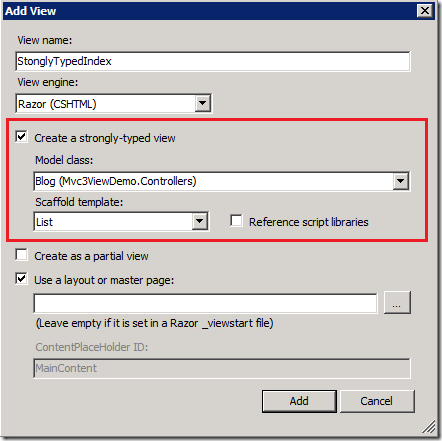 Add View
View name:
StonglyTypedIndex
View engine:
Razor (CSHTML)
Create a strongly-typed view
Model class:
Blog (Mvc3ViewDemo.Controllers)
Scaffold template:
List
Reference script libraries
Create as a partial view
Use a layout or master page:
...
(Leave empty if it is set in a Razor _viewstart file)
ContentPlaceHolder ID:
MainContent
Add
Cancel